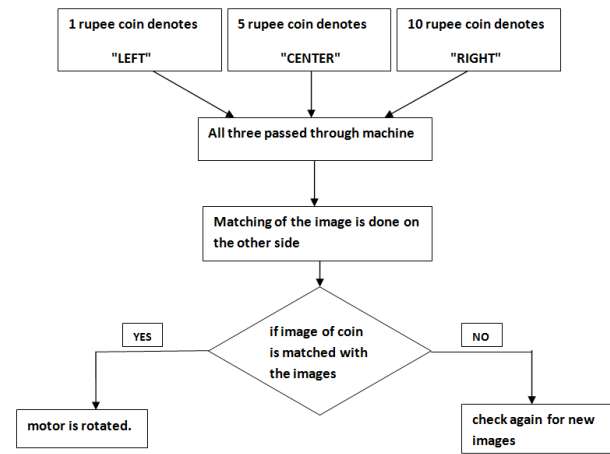 1 rupee coin denotes
"LEFT"
5 rupee coin denotes
"CENTER"
10 rupee coin denotes
"RIGHT"
All three passed through machine
Matching of the image is done on
the other side
if image of coin
is matched with
the images
YES
NO
motor is rotated.
check again for new
images